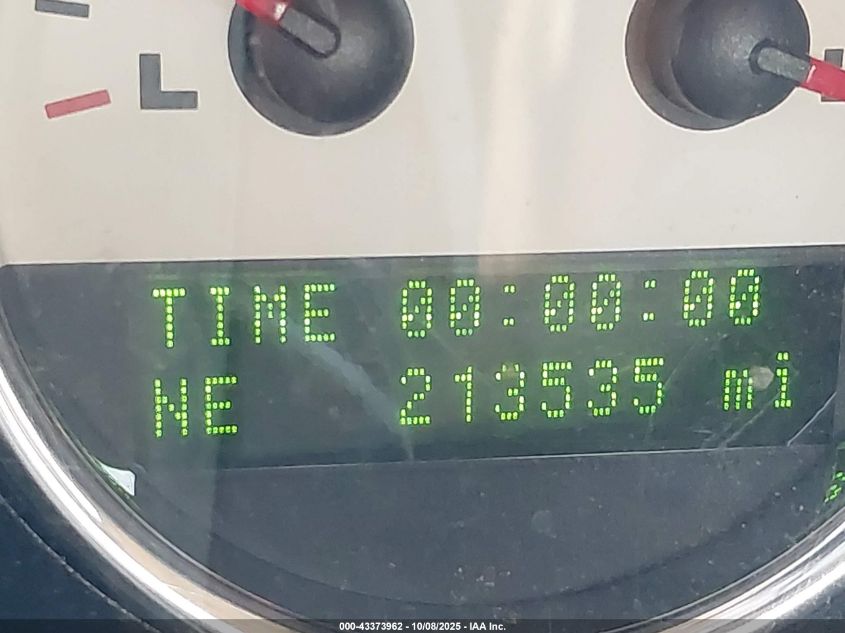 L
TIME 00:00:00
NE 213535 mi
000-43373962 - 10/08/2025 - IAA Inc.